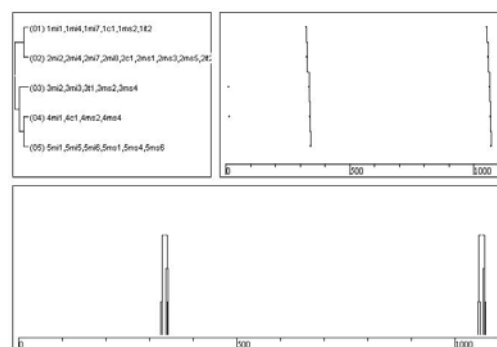 (01) 1mi1,1mi4,1mi7,1c1,1ms2,1t2
(02) 2mi2,2mi4,2mi7,2mi8,2c1,2ms1,2ms3,2ms5,2t2
(03) 3mi2,3mi3,3t1,3ms2,3ms4
(04) 4mi1,4c1,4ms2,4ms4
(05) 5mi1,5mi5,5mi6,5ms1,5ms4,5ms6
0 500 1000
0 500 1000